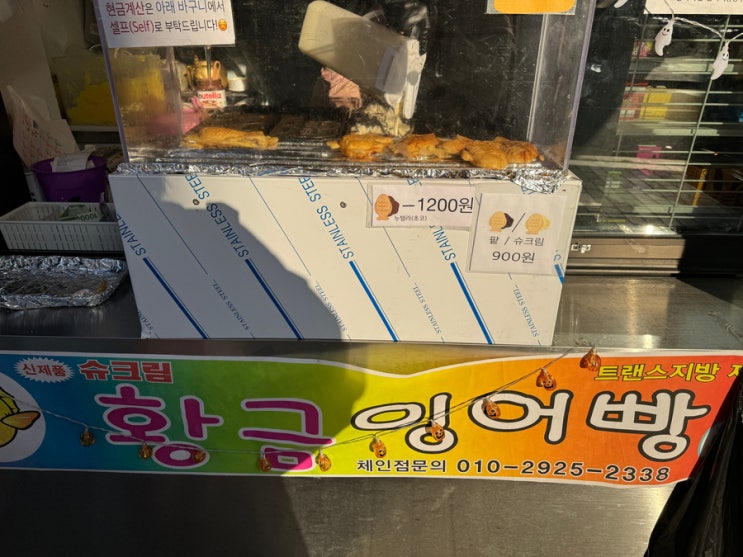 현금계산은 아래 바구니에서
셀프(Self)로 부탁드립니다!
nutella
-1200원
누텔라(초코)
팥 / 슈크림
900원
STAINLESS STEEL
STAINLESS STEEL
STAINLESS STEEL
STAINLESS STEEL
신제품 슈크림
트랜스지방
황금잉어빵
체인점문의 010-2925-2338